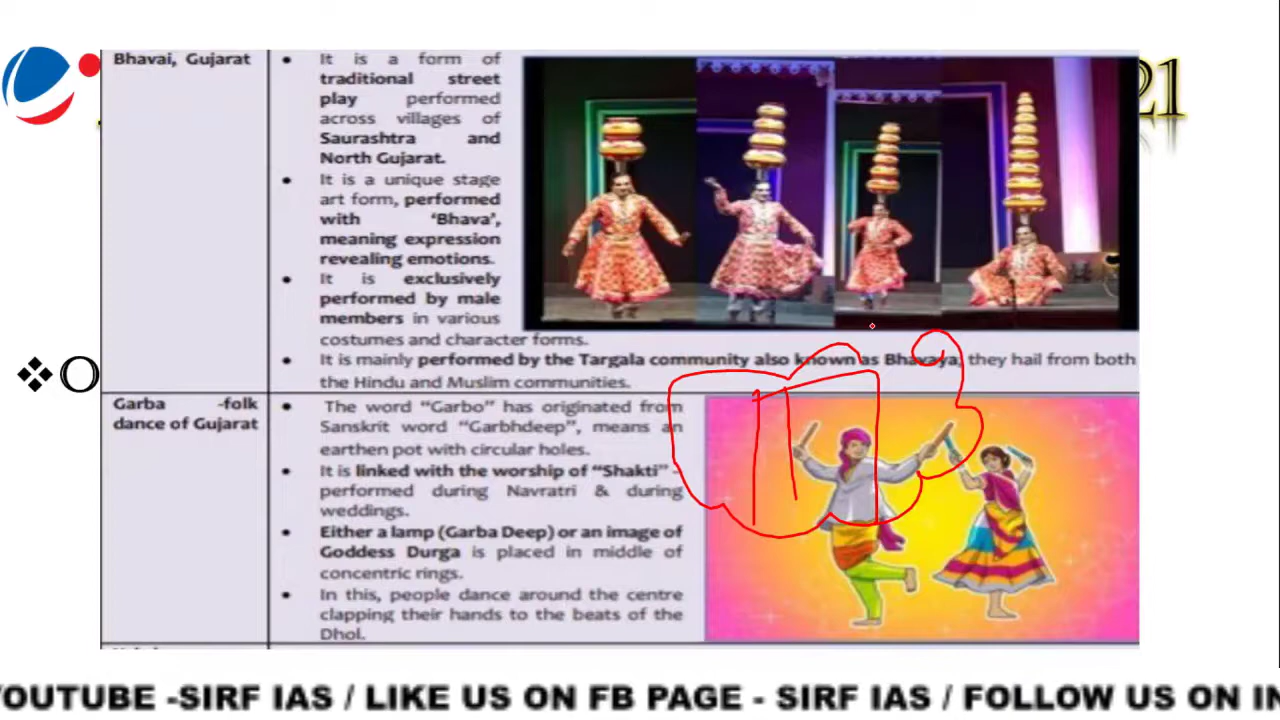 Bhavai, Gujarat
• It is a form of
traditional street
play performed
across villages of
Saurashtra and
North Gujarat.
• It is a unique stage
art form, performed
with ‘Bhava’,
meaning expression
revealing emotions.
• It is exclusively
performed by male
members in various
costumes and character forms.
• It is mainly performed by the Targala community also known as Bhavaya, they hail from both
the Hindu and Muslim communities.
21
❖O
Garba -folk
dance of Gujarat
• The word “Garbo” has originated from
Sanskrit word “Garbhdeep”, means an
earthen pot with circular holes.
• It is linked with the worship of “Shakti” -
performed during Navratri & during
weddings.
• Either a lamp (Garba Deep) or an image of
Goddess Durga is placed in middle of
concentric rings.
• In this, people dance around the centre
clapping their hands to the beats of the
Dhol.
YOUTUBE -SIRF IAS / LIKE US ON FB PAGE - SIRF IAS / FOLLOW US ON IN